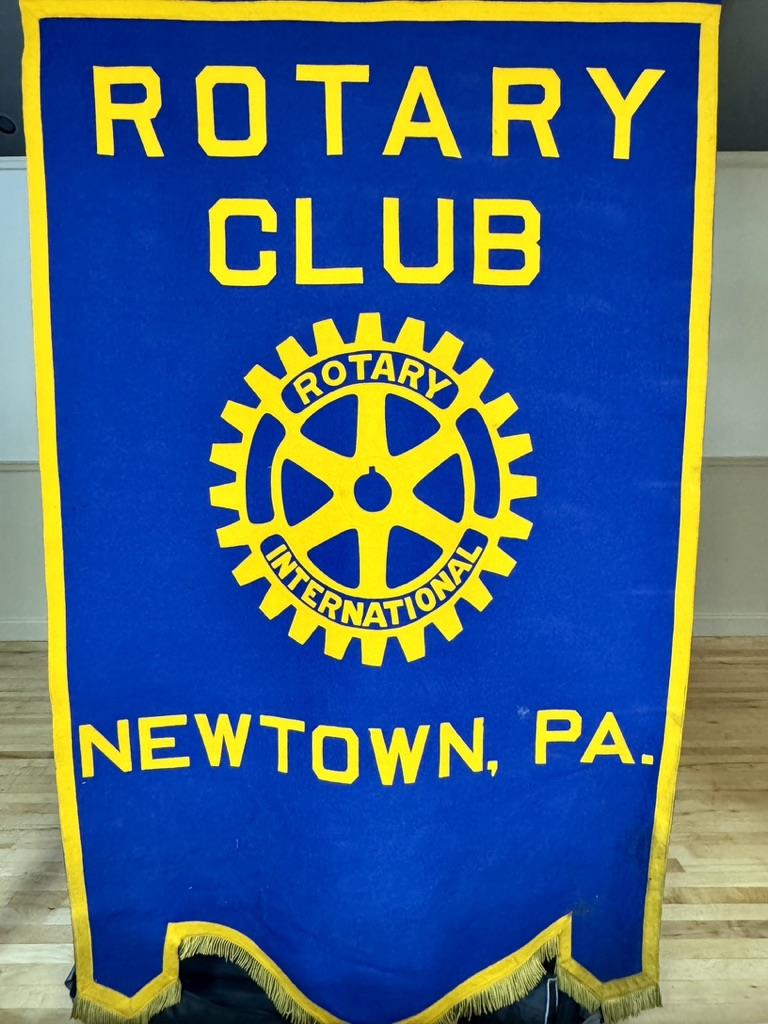 ROTARY
CLUB
ROTARY
INTERNATIONAL
NEWTOWN, PA.